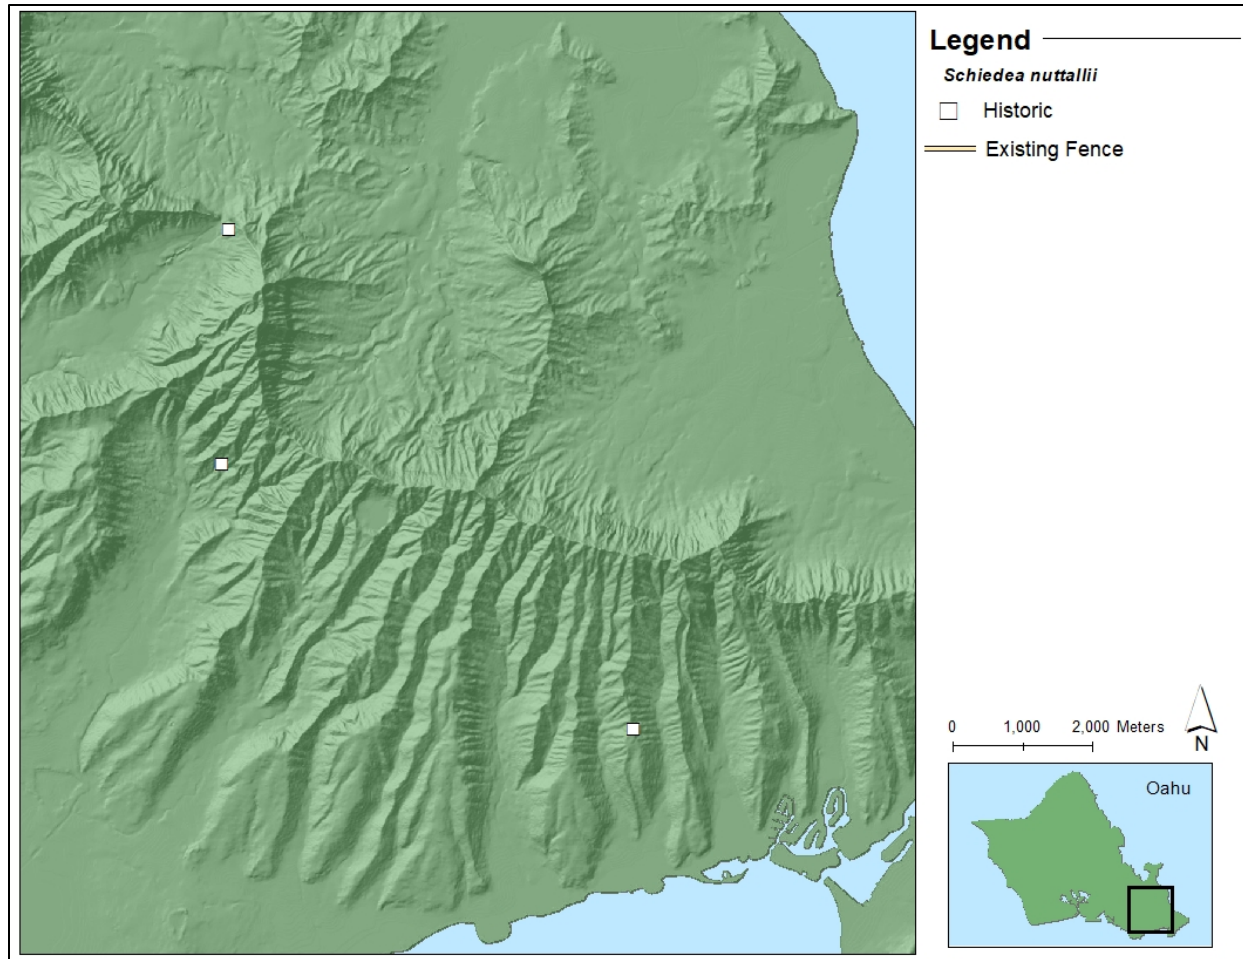 Legend
Schiedea nuttallii
Historic
Existing Fence
0 1,000 2,000 Meters
N
Oahu